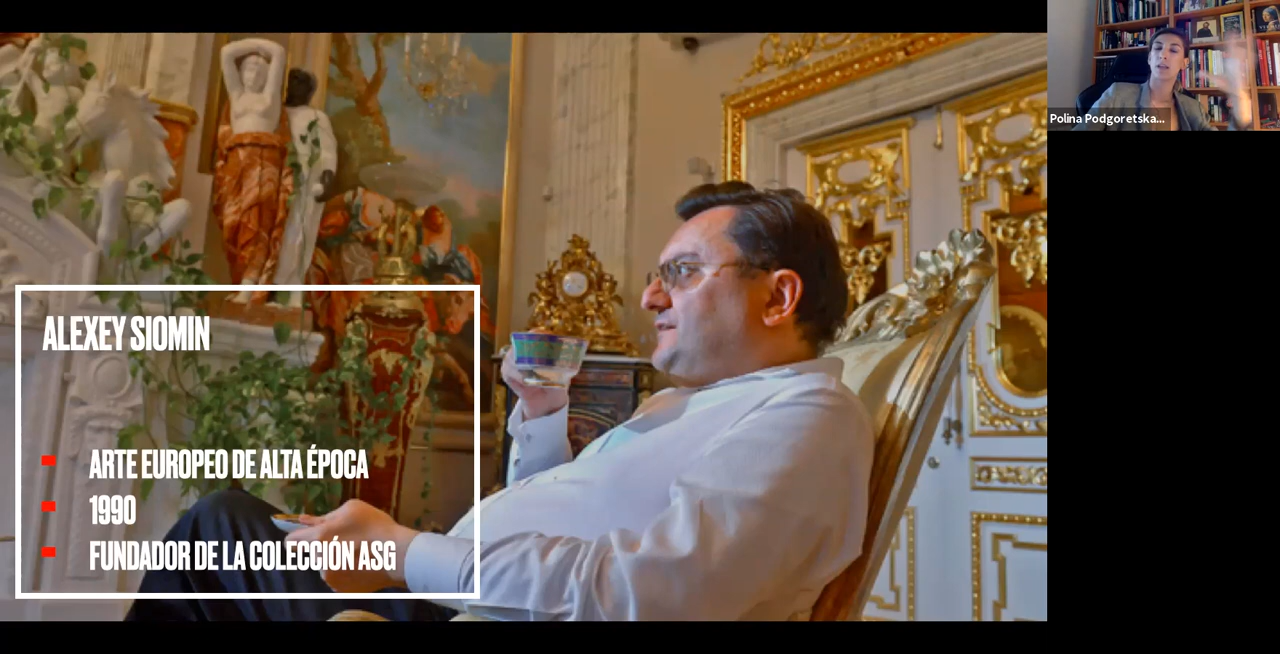 ALEXEY SIOMIN
ARTE EUROPEO DE ALTA ÉPOCA
1990
FUNDADOR DE LA COLECCIÓN ASG
Polina Podgoretska...